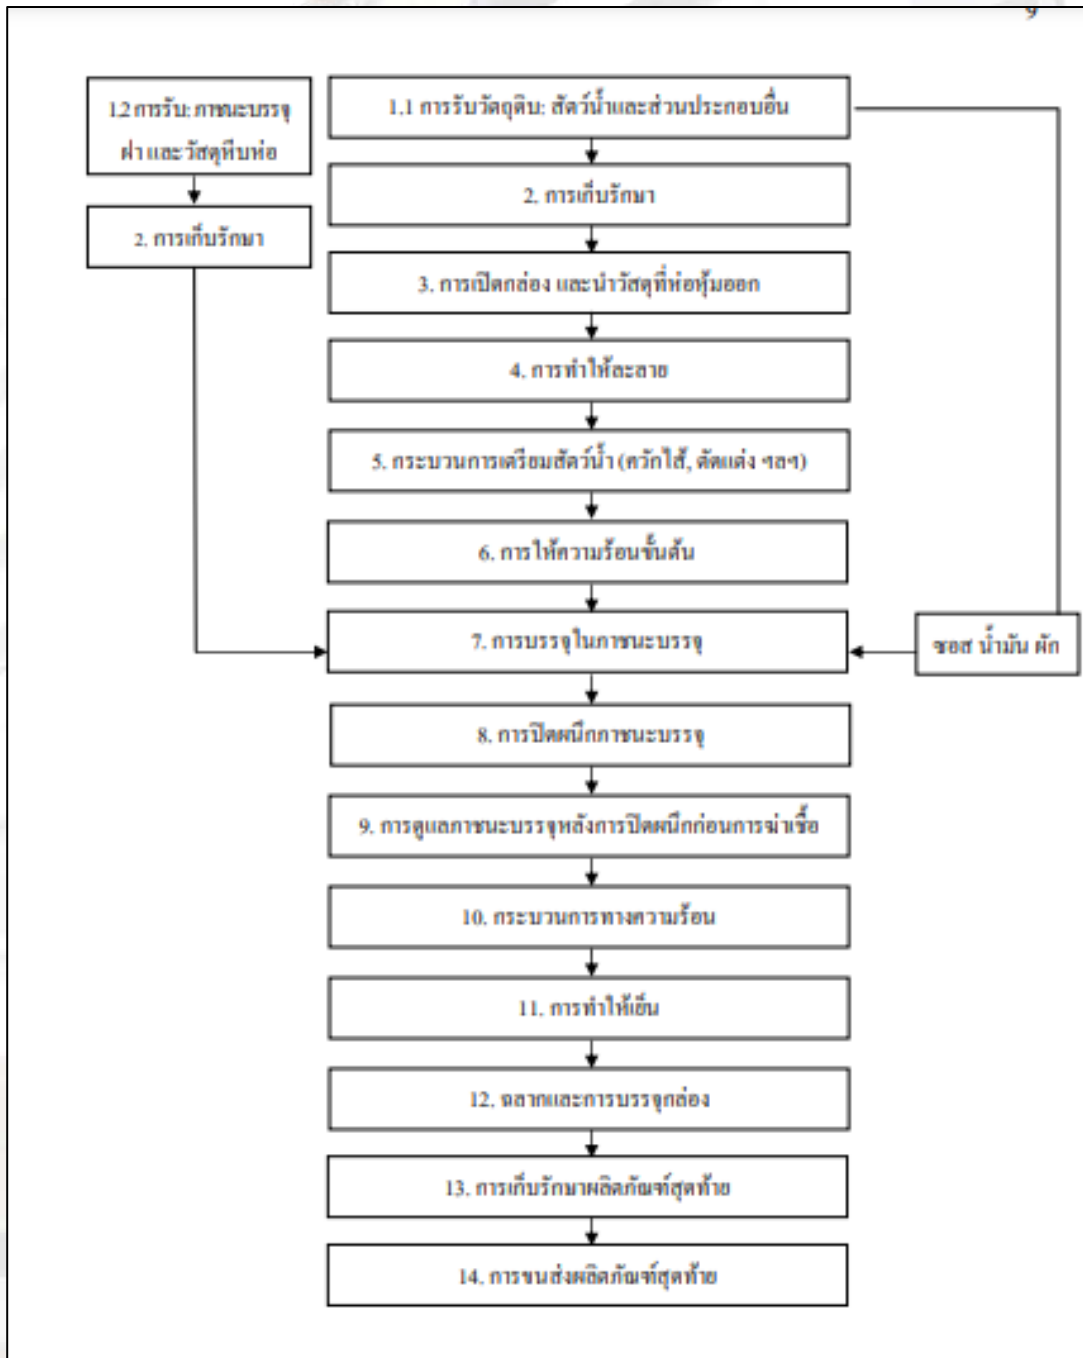 9
1.2 การรับ: ภาชนะบรรจุ
ฝา และวัสดุหีบห่อ
2. การเก็บรักษา
1.1 การรับวัตถุดิบ: สัตว์น้ำและส่วนประกอบอื่น
2. การเก็บรักษา
3. การเปิดกล่อง และนำวัสดุที่ห่อหุ้มออก
4. การทำให้ละลาย
5. กระบวนการเตรียมสัตว์น้ำ (ควักไส้, ตัดแต่ง ฯลฯ)
6. การให้ความร้อนขั้นต้น
7. การบรรจุในภาชนะบรรจุ
ซอส น้ำมัน ผัก
8. การปิดผนึกภาชนะบรรจุ
9. การดูแลภาชนะบรรจุหลังการปิดผนึกก่อนการฆ่าเชื้อ
10. กระบวนการทางความร้อน
11. การทำให้เย็น
12. ฉลากและการบรรจุกล่อง
13. การเก็บรักษาผลิตภัณฑ์สุดท้าย
14. การขนส่งผลิตภัณฑ์สุดท้าย